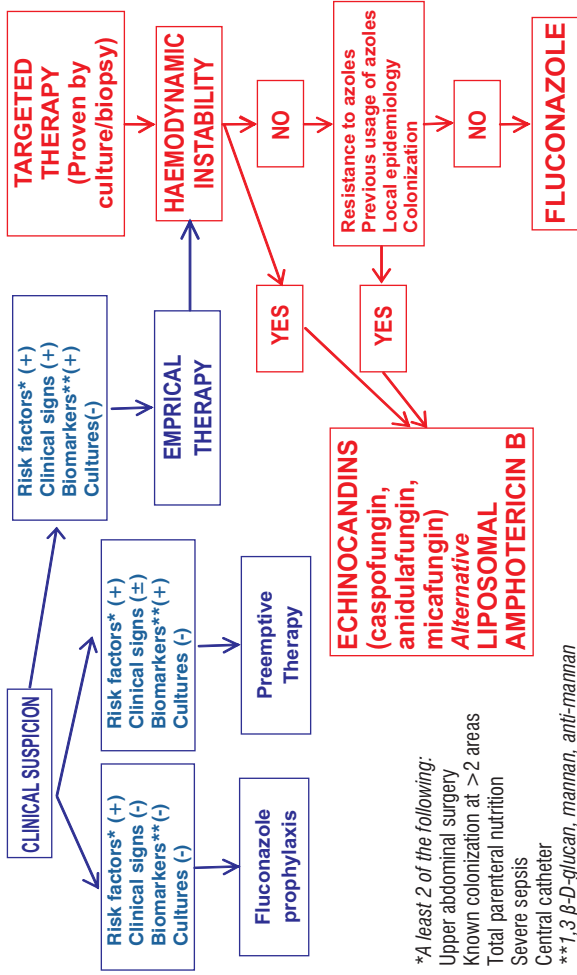 CLINICAL SUSPICION
Risk factors* (+)
Clinical signs (-)
Biomarkers**(-)
Cultures (-)
Fluconazole
prophylaxis
Risk factors* (+)
Clinical signs (±)
Biomarkers**(+)
Cultures (-)
Preemptive
Therapy
Risk factors* (+)
Clinical signs (+)
Biomarkers**(+)
Cultures(-)
EMPRICAL
THERAPY
TARGETED
THERAPY
(Proven by
culture/biopsy)
HAEMODYNAMIC
INSTABILITY
YES
NO
Resistance to azoles
Previous usage of azoles
Local epidemiology
Colonization
YES
NO
ECHINOCANDINS
(caspofungin,
anidulafungin,
micafungin)
Alternative
LIPOSOMAL
AMPHOTERICIN B
FLUCONAZOLE
*A least 2 of the following:
Upper abdominal surgery
Known colonization at >2 areas
Total parenteral nutrition
Severe sepsis
Central catheter
**1,3 β-D-glucan, mannan, anti-mannan